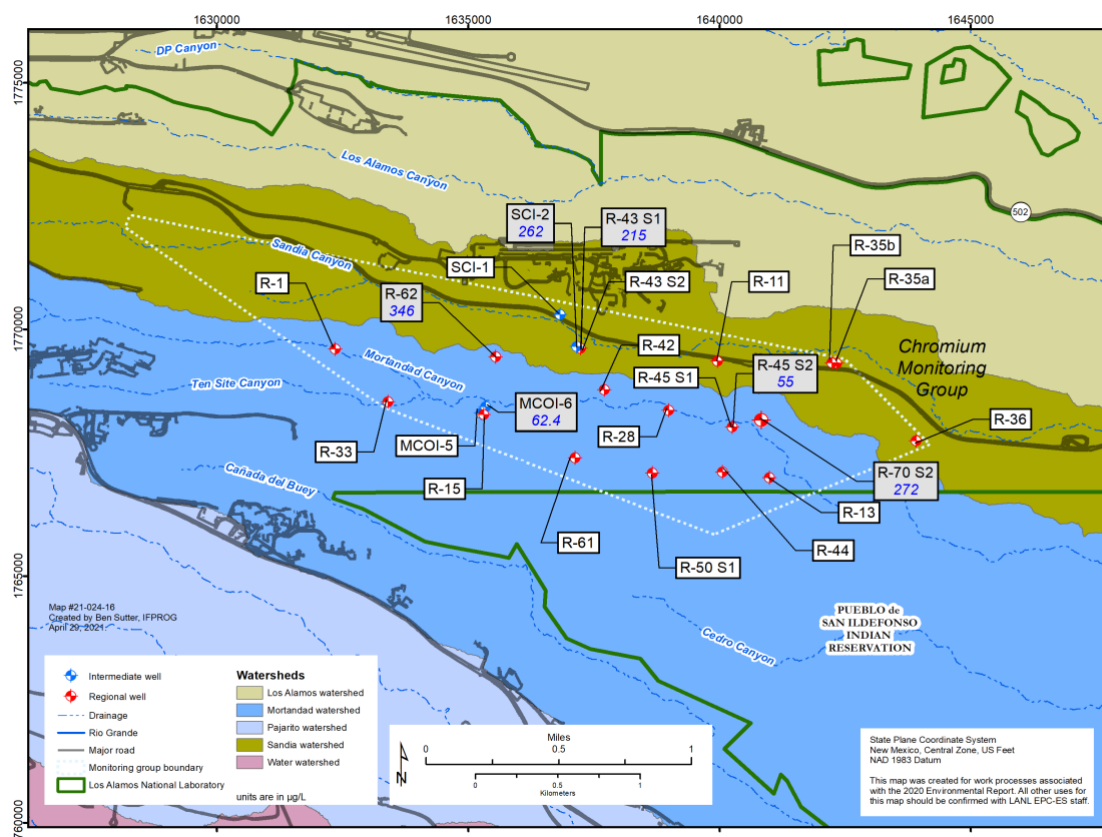 1630000
1635000
1640000
1645000
1775000
1770000
1765000
1760000
DP Canyon
Los Alamos Canyon
502
SCI-2
262
R-43 S1
215
R-35b
Sandia Canyon
SCI-1
R-43 S2
R-11
R-35a
R-1
R-62
346
R-42
Chromium
Monitoring
Group
Mortandad Canyon
R-45 S1
R-45 S2
55
Ten Site Canyon
MCOI-6
62.4
R-36
R-28
R-33
MCOI-5
R-70 S2
272
Cañada del Buey
R-15
R-13
R-61
R-44
R-50 S1
Map #21-024-16
Created by Ben Sutter, IFPROG
April 29, 2021.
PUEBLO de
SAN ILDEFONSO
INDIAN
RESERVATION
Cedro Canyon
Intermediate well
Regional well
Drainage
Rio Grande
Major road
Monitoring group boundary
Los Alamos National Laboratory
Watersheds
Los Alamos watershed
Mortandad watershed
Pajarito watershed
Sandia watershed
Water watershed
units are in µg/L
Miles
0 0.5 1
N
0 0.5 1
Kilometers
State Plane Coordinate System
New Mexico, Central Zone, US Feet
NAD 1983 Datum
This map was created for work processes associated
with the 2020 Environmental Report. All other uses for
this map should be confirmed with LANL EPC-ES staff.